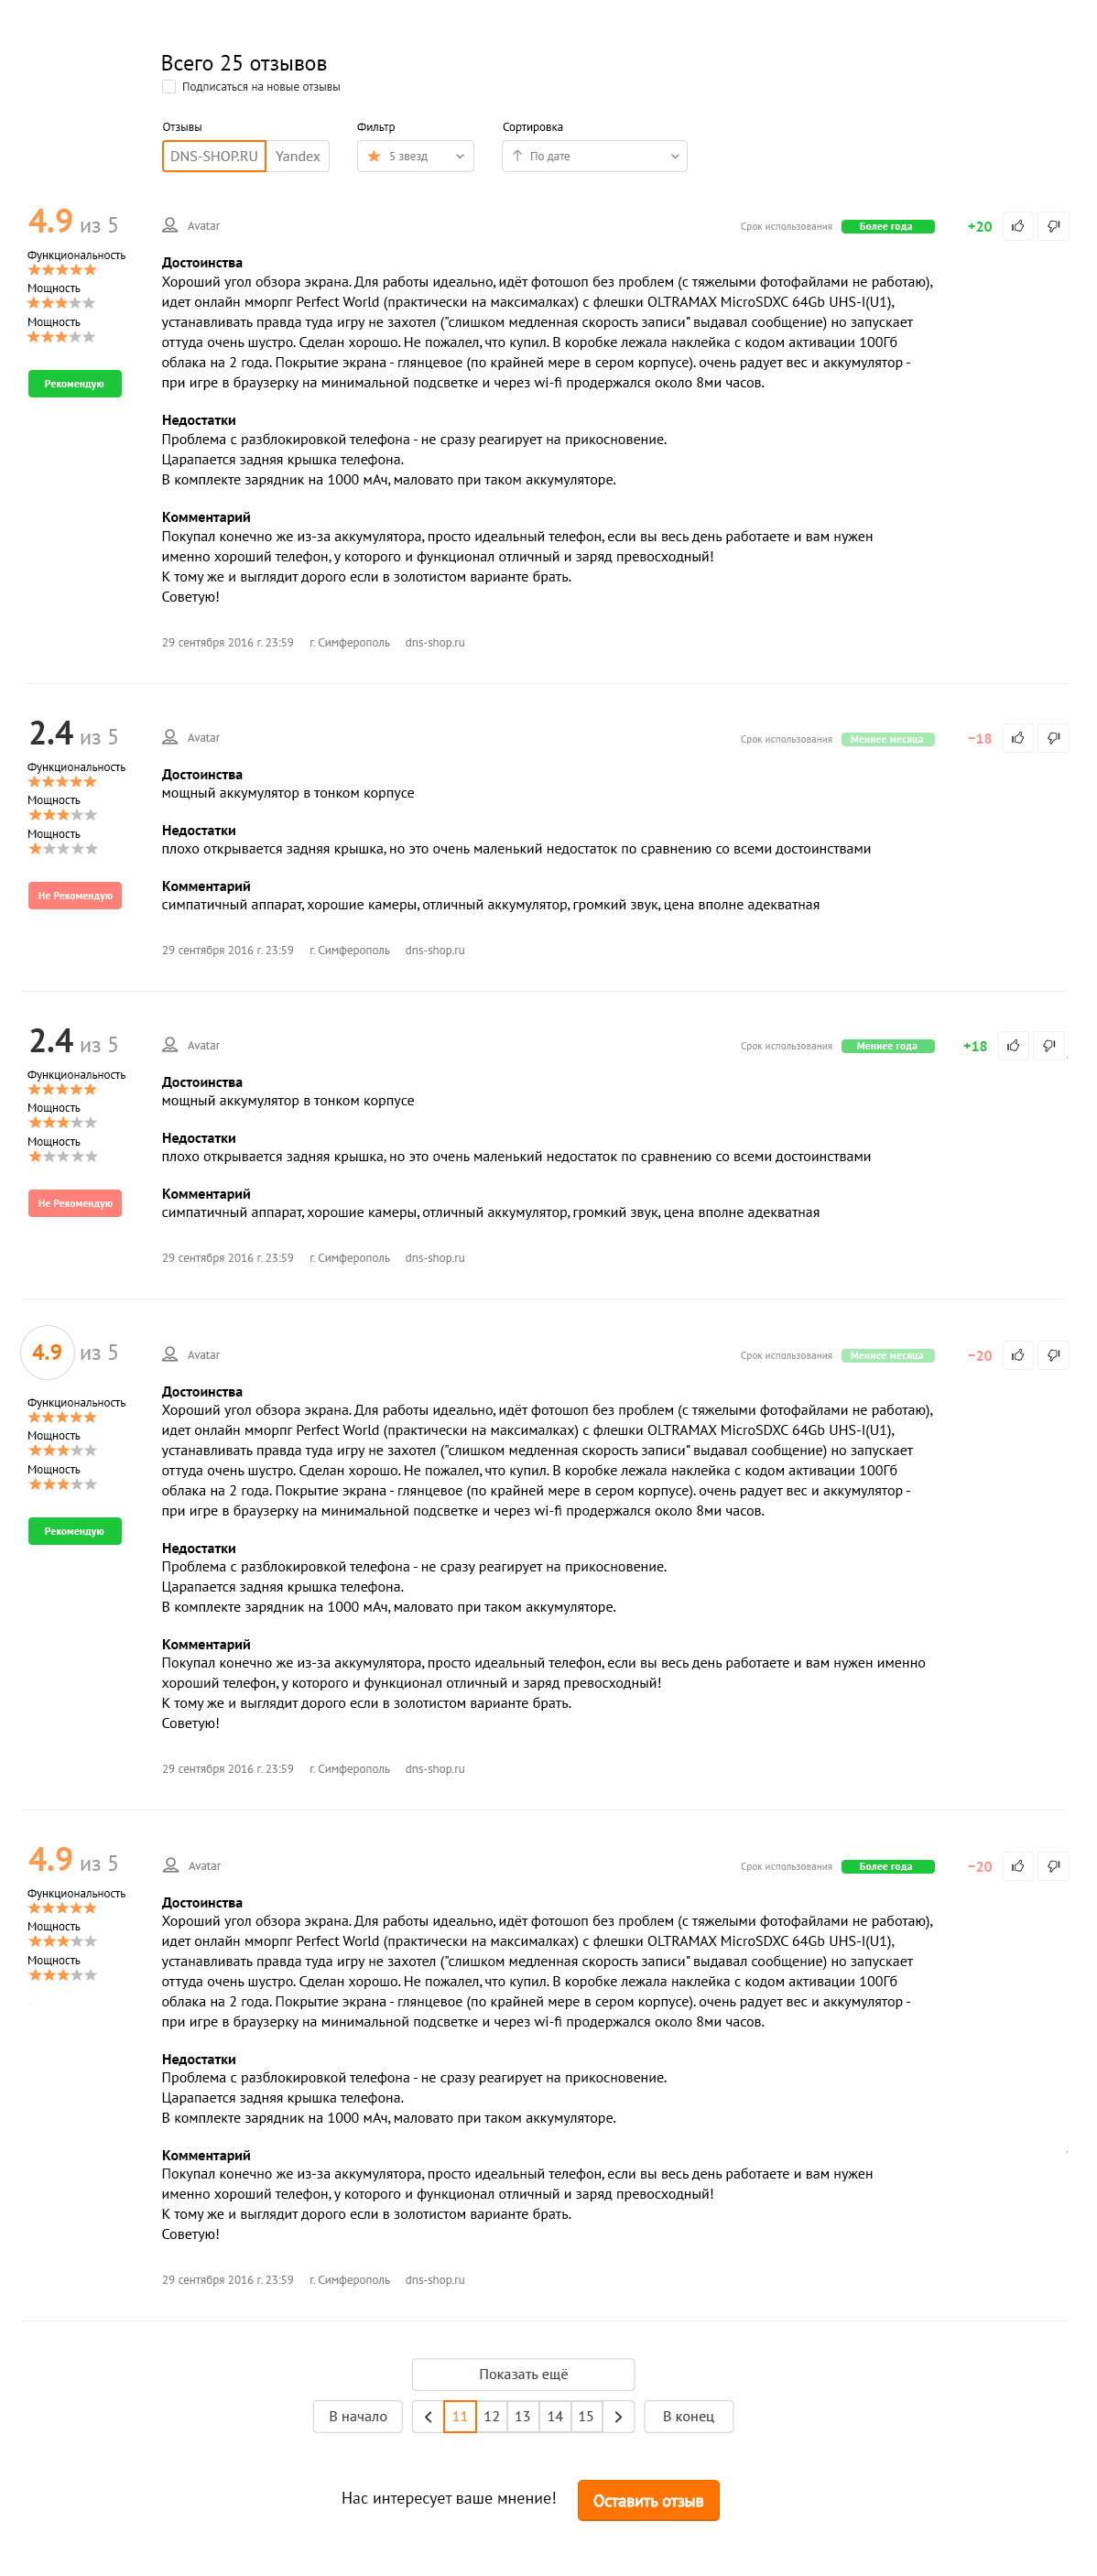 Всего 25 отзывов
Подписаться на новые отзывы
Отзывы Фильтр Сортировка
DNS-SHOP.RU Yandex 5 звезд По дате
4.9 из 5 Avatar Срок использования Более года +20
Функциональность
Мощность
Мощность
Рекомендую
Достоинства
Хороший угол обзора экрана. Для работы идеально, идёт фотошоп без проблем (с тяжелыми фотофайлами не работаю),
идет онлайн мморпг Perfect World (практически на максималках) с флешки OLTRAMAX MicroSDXC 64Gb UHS-I(U1),
устанавливать правда туда игру не захотел ("слишком медленная скорость записи" выдавал сообщение) но запускает
оттуда очень шустро. Сделан хорошо. Не пожалел, что купил. В коробке лежала наклейка с кодом активации 100Гб
облака на 2 года. Покрытие экрана - глянцевое (по крайней мере в сером корпусе). очень радует вес и аккумулятор -
при игре в браузерку на минимальной подсветке и через wi-fi продержался около 8ми часов.
Недостатки
Проблема с разблокировкой телефона - не сразу реагирует на прикосновение.
Царапается задняя крышка телефона.
В комплекте зарядник на 1000 мАч, маловато при таком аккумуляторе.
Комментарий
Покупал конечно же из-за аккумулятора, просто идеальный телефон, если вы весь день работаете и вам нужен
именно хороший телефон, у которого и функционал отличный и заряд превосходный!
К тому же и выглядит дорого если в золотистом варианте брать.
Советую!
29 сентября 2016 г. 23:59 г. Симферополь dns-shop.ru
2.4 из 5 Avatar Срок использования Меннее месяца −18
Функциональность
Мощность
Мощность
Не Рекомендую
Достоинства
мощный аккумулятор в тонком корпусе
Недостатки
плохо открывается задняя крышка, но это очень маленький недостаток по сравнению со всеми достоинствами
Комментарий
симпатичный аппарат, хорошие камеры, отличный аккумулятор, громкий звук, цена вполне адекватная
29 сентября 2016 г. 23:59 г. Симферополь dns-shop.ru
2.4 из 5 Avatar Срок использования Меннее года +18
Функциональность
Мощность
Мощность
Не Рекомендую
Достоинства
мощный аккумулятор в тонком корпусе
Недостатки
плохо открывается задняя крышка, но это очень маленький недостаток по сравнению со всеми достоинствами
Комментарий
симпатичный аппарат, хорошие камеры, отличный аккумулятор, громкий звук, цена вполне адекватная
29 сентября 2016 г. 23:59 г. Симферополь dns-shop.ru
4.9 из 5 Avatar Срок использования Меннее месяца −20
Функциональность
Мощность
Мощность
Рекомендую
Достоинства
Хороший угол обзора экрана. Для работы идеально, идёт фотошоп без проблем (с тяжелыми фотофайлами не работаю),
идет онлайн мморпг Perfect World (практически на максималках) с флешки OLTRAMAX MicroSDXC 64Gb UHS-I(U1),
устанавливать правда туда игру не захотел ("слишком медленная скорость записи" выдавал сообщение) но запускает
оттуда очень шустро. Сделан хорошо. Не пожалел, что купил. В коробке лежала наклейка с кодом активации 100Гб
облака на 2 года. Покрытие экрана - глянцевое (по крайней мере в сером корпусе). очень радует вес и аккумулятор -
при игре в браузерку на минимальной подсветке и через wi-fi продержался около 8ми часов.
Недостатки
Проблема с разблокировкой телефона - не сразу реагирует на прикосновение.
Царапается задняя крышка телефона.
В комплекте зарядник на 1000 мАч, маловато при таком аккумуляторе.
Комментарий
Покупал конечно же из-за аккумулятора, просто идеальный телефон, если вы весь день работаете и вам нужен именно
хороший телефон, у которого и функционал отличный и заряд превосходный!
К тому же и выглядит дорого если в золотистом варианте брать.
Советую!
29 сентября 2016 г. 23:59 г. Симферополь dns-shop.ru
4.9 из 5 Avatar Срок использования Более года −20
Функциональность
Мощность
Мощность
Достоинства
Хороший угол обзора экрана. Для работы идеально, идёт фотошоп без проблем (с тяжелыми фотофайлами не работаю),
идет онлайн мморпг Perfect World (практически на максималках) с флешки OLTRAMAX MicroSDXC 64Gb UHS-I(U1),
устанавливать правда туда игру не захотел ("слишком медленная скорость записи" выдавал сообщение) но запускает
оттуда очень шустро. Сделан хорошо. Не пожалел, что купил. В коробке лежала наклейка с кодом активации 100Гб
облака на 2 года. Покрытие экрана - глянцевое (по крайней мере в сером корпусе). очень радует вес и аккумулятор -
при игре в браузерку на минимальной подсветке и через wi-fi продержался около 8ми часов.
Недостатки
Проблема с разблокировкой телефона - не сразу реагирует на прикосновение.
Царапается задняя крышка телефона.
В комплекте зарядник на 1000 мАч, маловато при таком аккумуляторе.
Комментарий
Покупал конечно же из-за аккумулятора, просто идеальный телефон, если вы весь день работаете и вам нужен
именно хороший телефон, у которого и функционал отличный и заряд превосходный!
К тому же и выглядит дорого если в золотистом варианте брать.
Советую!
29 сентября 2016 г. 23:59 г. Симферополь dns-shop.ru
Показать ещё
В начало 11 12 13 14 15 В конец
Нас интересует ваше мнение! Оставить отзыв